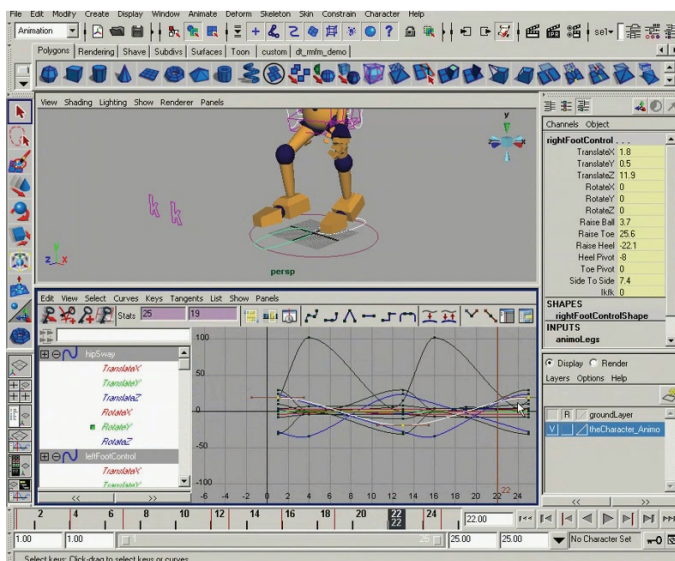 File Edit Modify Create Display Window Animate Deform Skeleton Skin Constrain Character Help
Animation sel
Polygons Rendering Shave Subdivs Surfaces Toon custom dt_rmfm_demo
View Shading Lighting Show Renderer Panels
y
z x
persp
Channels Object
rightFootControl . . .
TranslateX 1.8
TranslateY 0.5
TranslateZ 11.9
RotateX 0
RotateY 0
RotateZ 0
Raise Ball 3.7
Raise Toe 25.6
Raise Heel -22.1
Heel Pivot -8
Toe Pivot 0
Side To Side 7.4
Ikfk 0
SHAPES
rightFootControlShape
INPUTS
animoLegs
Edit View Select Curves Keys Tangents List Show Panels
Stats 25 19
hipSway
TranslateX
TranslateY
TranslateZ
RotateX
RotateY
RotateZ
leftFootControl
TranslateX
TranslateY
100
50
0
-50
-100
-6 -4 -2 0 2 4 6 8 10 12 14 16 18 20 22 24
22
Display Render
Layers Options Help
R groundLayer
V theCharacter_Animo
<< >>
2 4 6 8 10 12 14 16 18 20 22 24 22.00
22
1.00 1.00 1 25 25.00 25.00 No Character Set
Select keys: Click-drag to select keys or curves